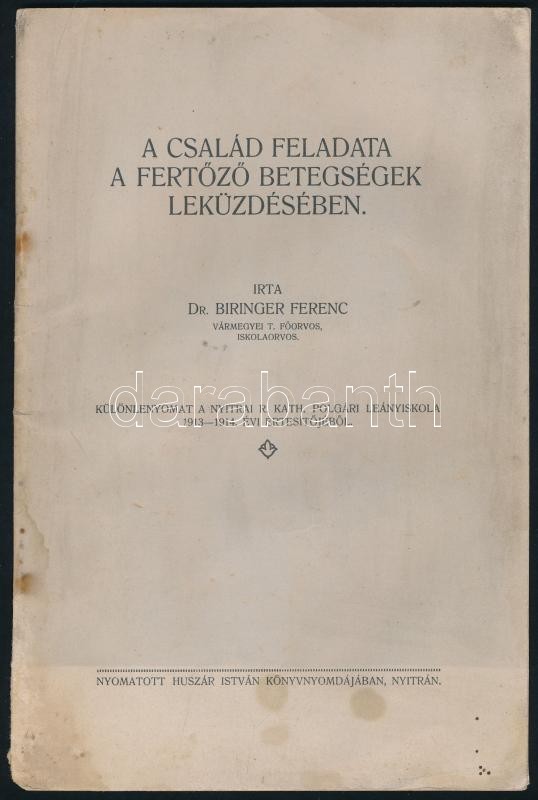 A CSALÁD FELADATA
A FERTŐZŐ BETEGSÉGEK
LEKÜZDÉSÉBEN.
IRTA
DR. BIRINGER FERENC
VÁRMEGYEI T. FŐORVOS,
ISKOLAORVOS.
darabanth
KÜLÖNLENYOMAT A NYITRAI R. KATH. POLGÁRI LEÁNYISKOLA
1913—1914. ÉVI ÉRTESITŐJÉBŐL.
NYOMATOTT HUSZÁR ISTVÁN KÖNYVNYOMDÁJÁBAN, NYITRÁN.